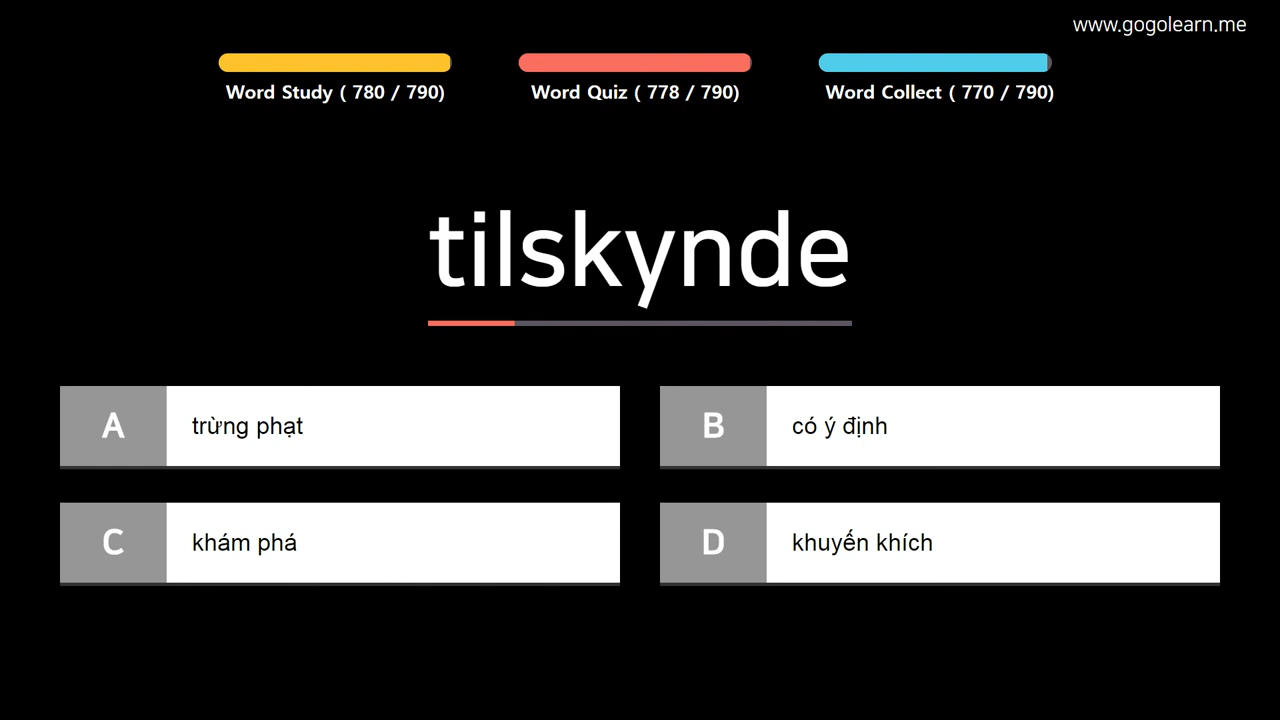 www.gogolearn.me
Word Study ( 780 / 790)
Word Quiz ( 778 / 790)
Word Collect ( 770 / 790)
tilskynde
A trừng phạt
B có ý định
C khám phá
D khuyến khích